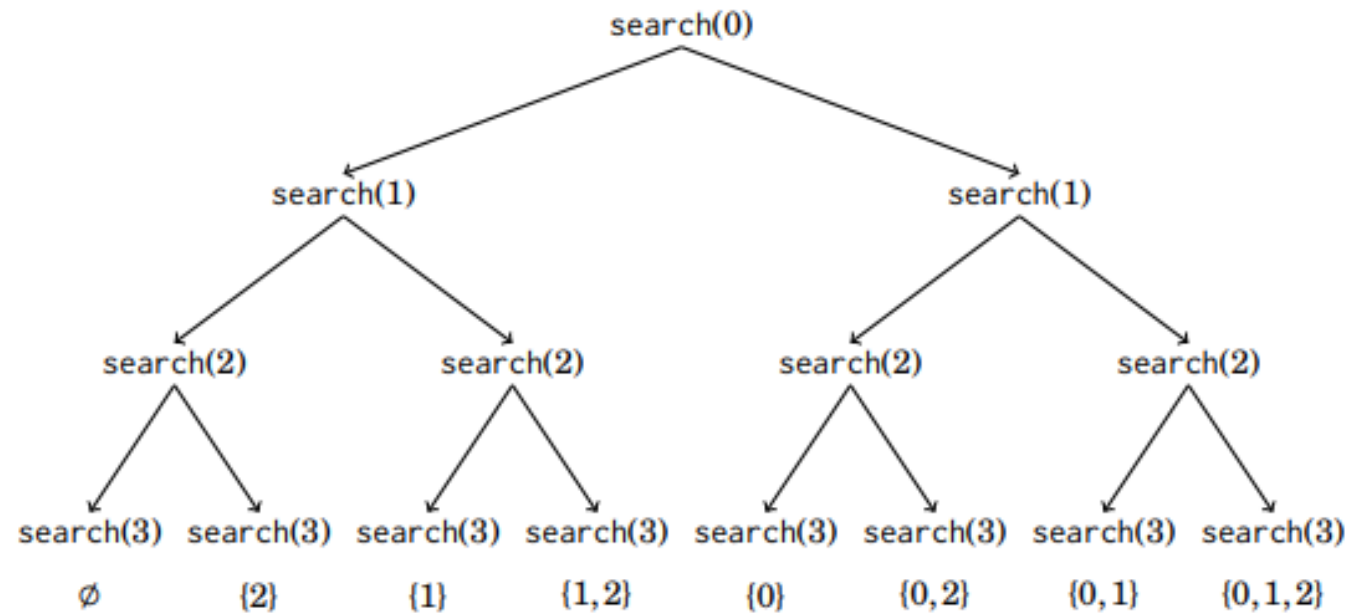 search(0)
search(1) search(1)
search(2) search(2) search(2) search(2)
search(3) search(3) search(3) search(3) search(3) search(3) search(3) search(3)
∅ {2} {1} {1,2} {0} {0,2} {0,1} {0,1,2}